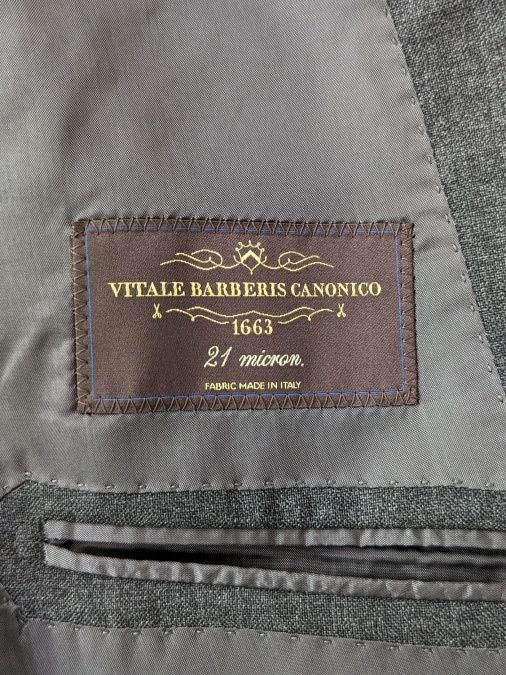 VITALE BARBERIS CANONICO
1663
21 micron.
FABRIC MADE IN ITALY